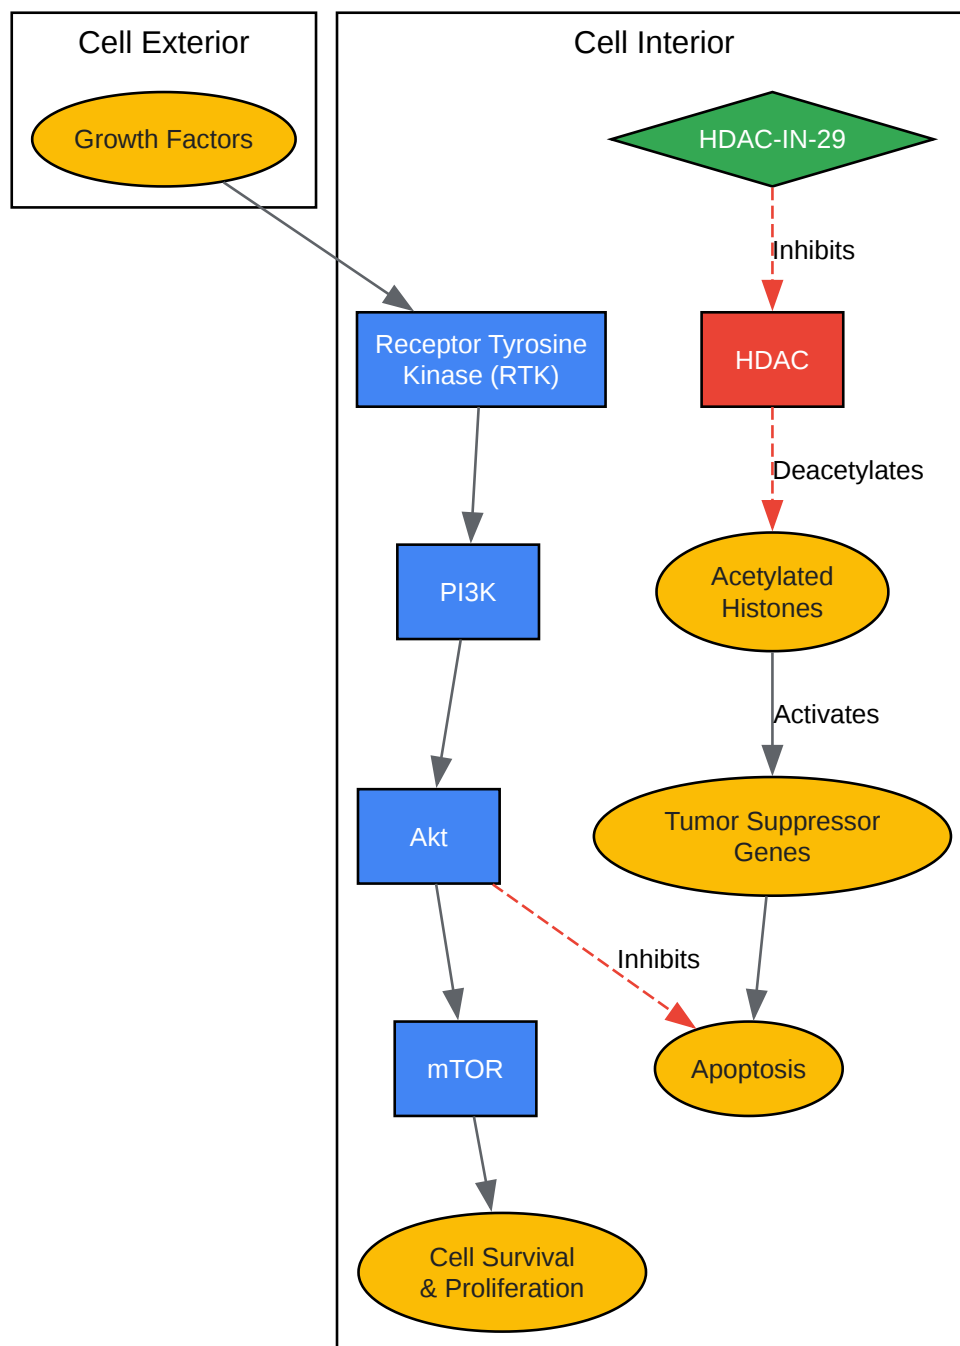 Cell Exterior
Cell Interior
Growth Factors
HDAC-IN-29
Inhibits
Receptor Tyrosine
Kinase (RTK)
HDAC
Deacetylates
PI3K
Acetylated
Histones
Activates
Akt
Tumor Suppressor
Genes
Inhibits
mTOR
Apoptosis
Cell Survival
& Proliferation